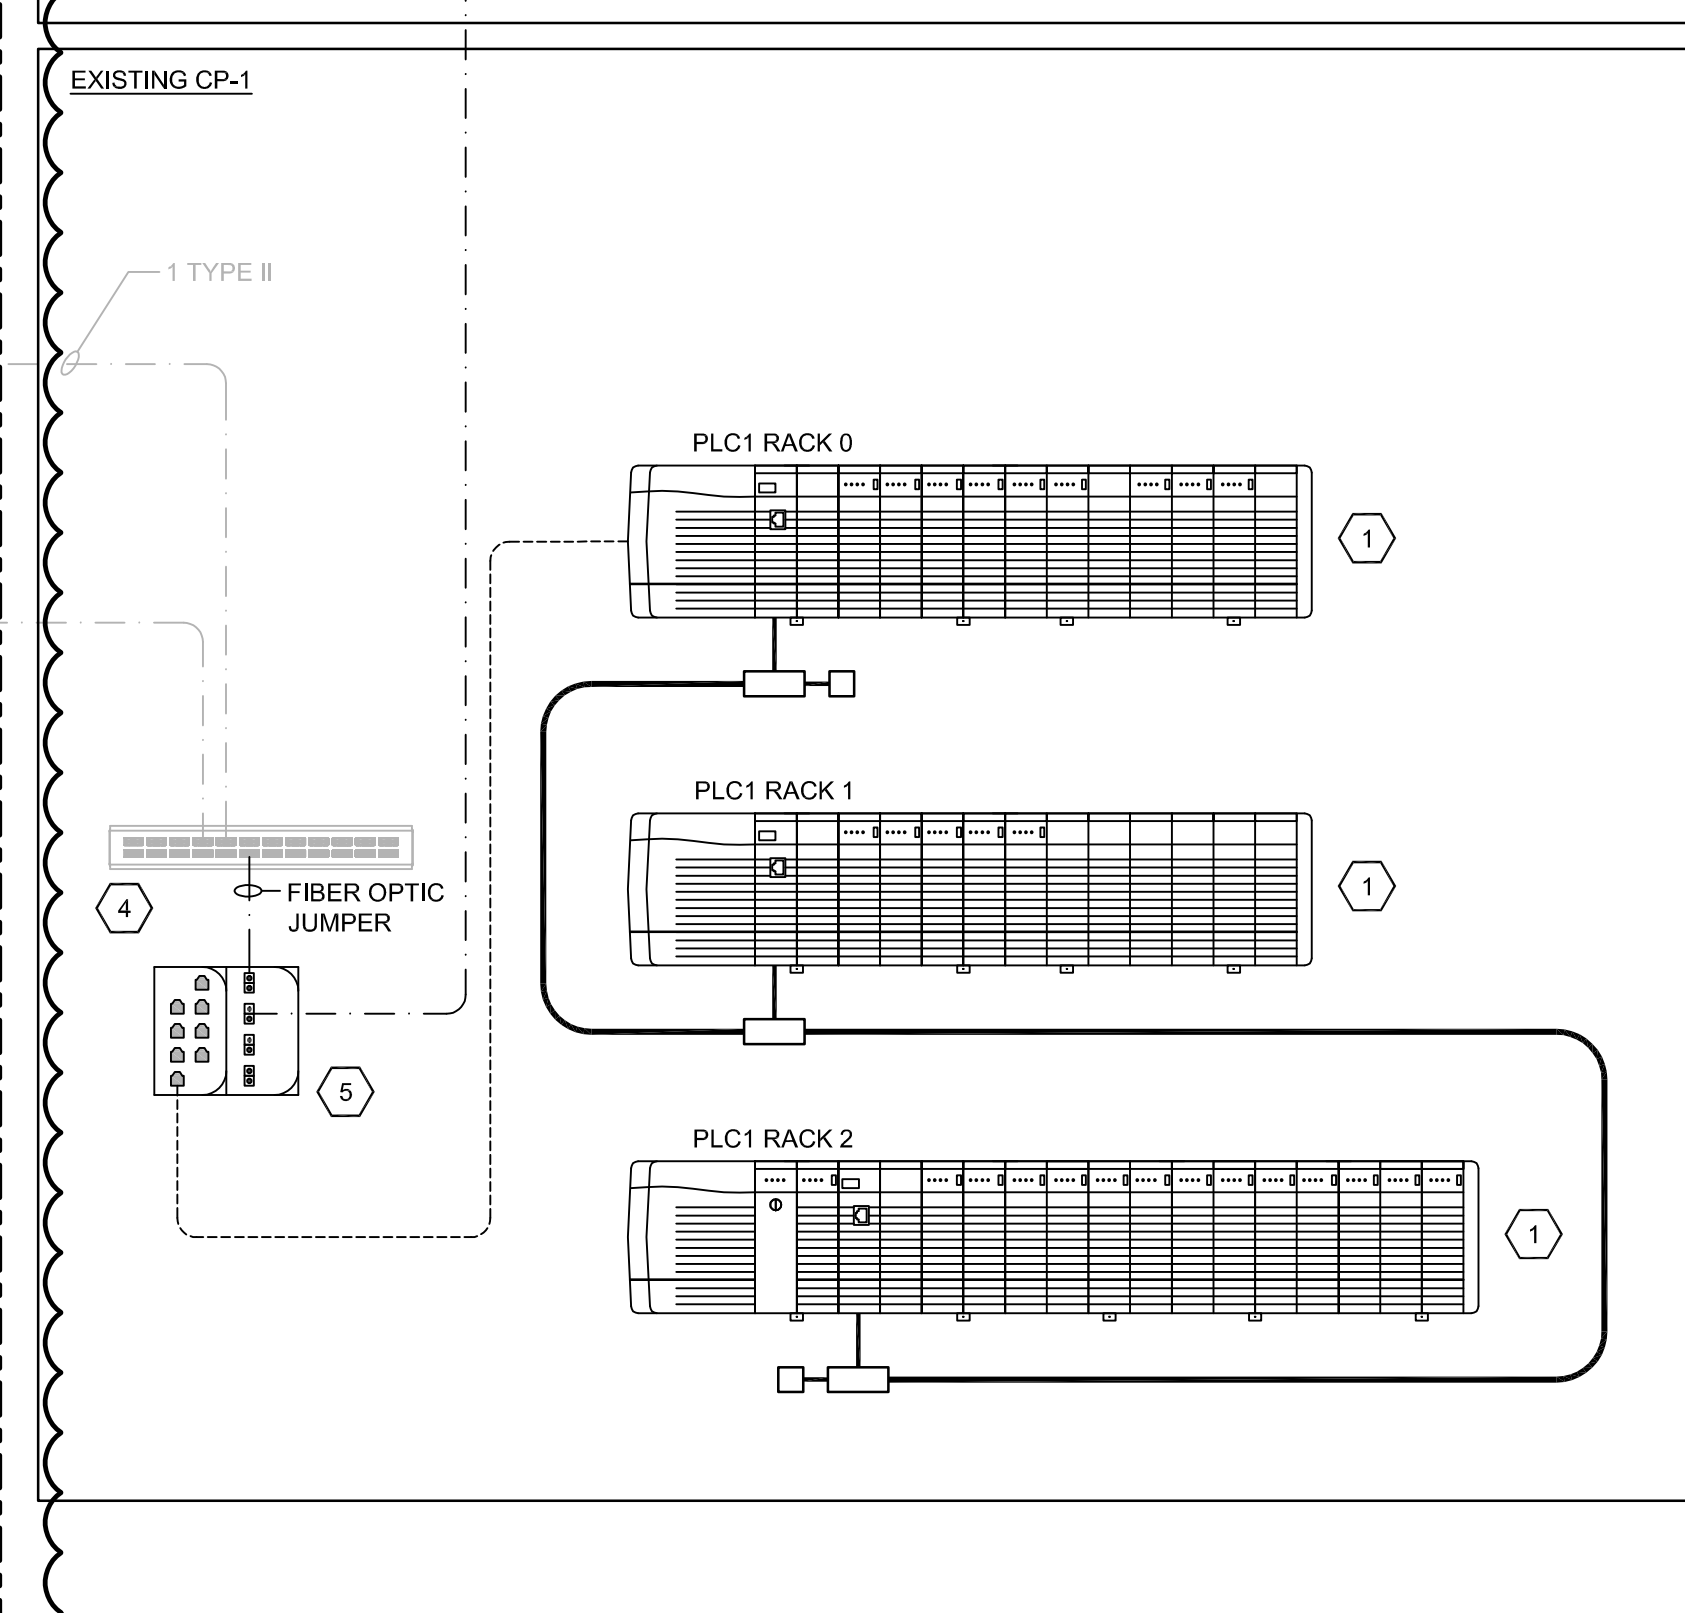 EXISTING CP-1
1 TYPE II
PLC1 RACK 0
1
PLC1 RACK 1
1
4
FIBER OPTIC
JUMPER
5
PLC1 RACK 2
1